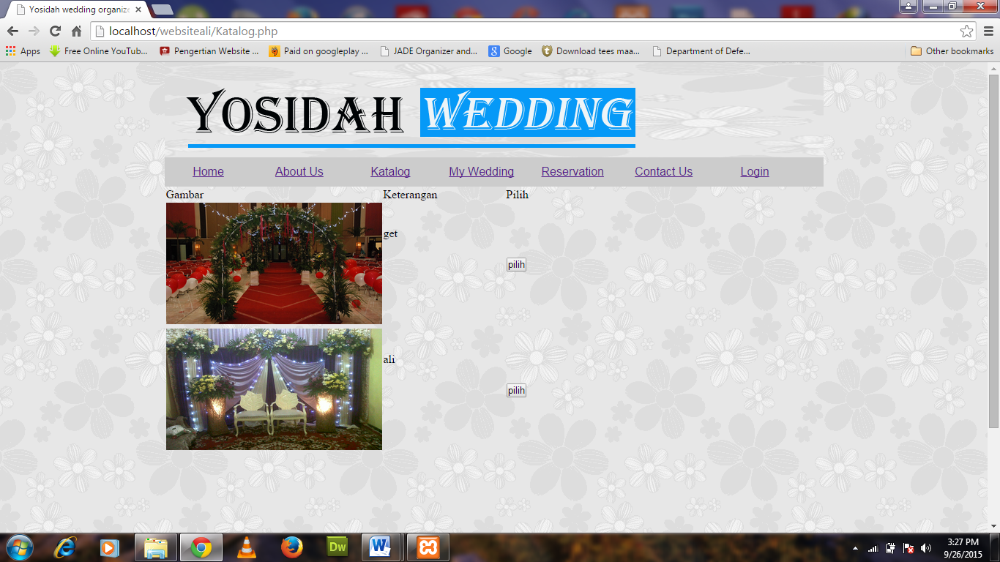 Yosidah wedding organize
localhost/websiteali/Katalog.php
Apps Free Online YouTub... Pengertian Website ... Paid on googleplay ... JADE Organizer and... Google Download tees maa... Department of Defe... Other bookmarks
YOSIDAH WEDDING
Home About Us Katalog My Wedding Reservation Contact Us Login
Gambar Keterangan Pilih
get
pilih
ali
pilih
Dw
3:27 PM
9/26/2015